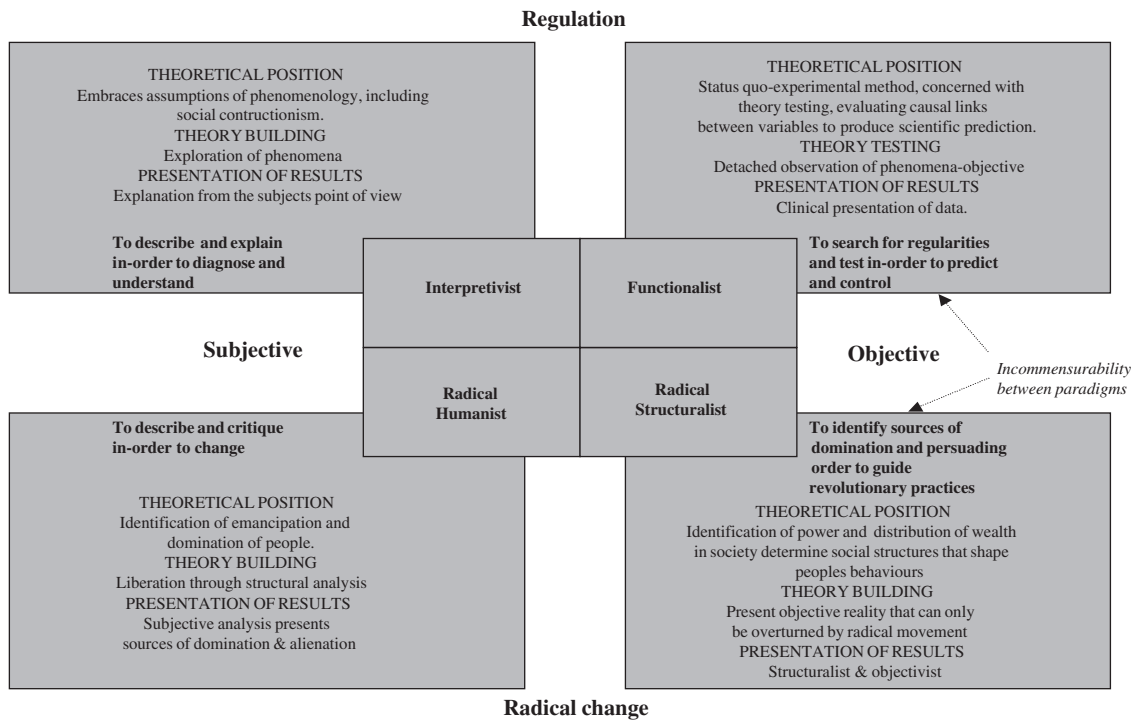 Regulation
THEORETICAL POSITION
Embraces assumptions of phenomenology, including
social contructionism.
THEORY BUILDING
Exploration of phenomena
PRESENTATION OF RESULTS
Explanation from the subjects point of view
To describe and explain
in-order to diagnose and
understand
THEORETICAL POSITION
Status quo-experimental method, concerned with
theory testing, evaluating causal links
between variables to produce scientific prediction.
THEORY TESTING
Detached observation of phenomena-objective
PRESENTATION OF RESULTS
Clinical presentation of data.
To search for regularities
and test in-order to predict
and control
Interpretivist
Functionalist
Subjective
Objective
Incommensurability
between paradigms
Radical
Humanist
Radical
Structuralist
To describe and critique
in-order to change
THEORETICAL POSITION
Identification of emancipation and
domination of people.
THEORY BUILDING
Liberation through structural analysis
PRESENTATION OF RESULTS
Subjective analysis presents
sources of domination & alienation
To identify sources of
domination and persuading
order to guide
revolutionary practices
THEORETICAL POSITION
Identification of power and distribution of wealth
in society determine social structures that shape
peoples behaviours
THEORY BUILDING
Present objective reality that can only
be overturned by radical movement
PRESENTATION OF RESULTS
Structuralist & objectivist
Radical change